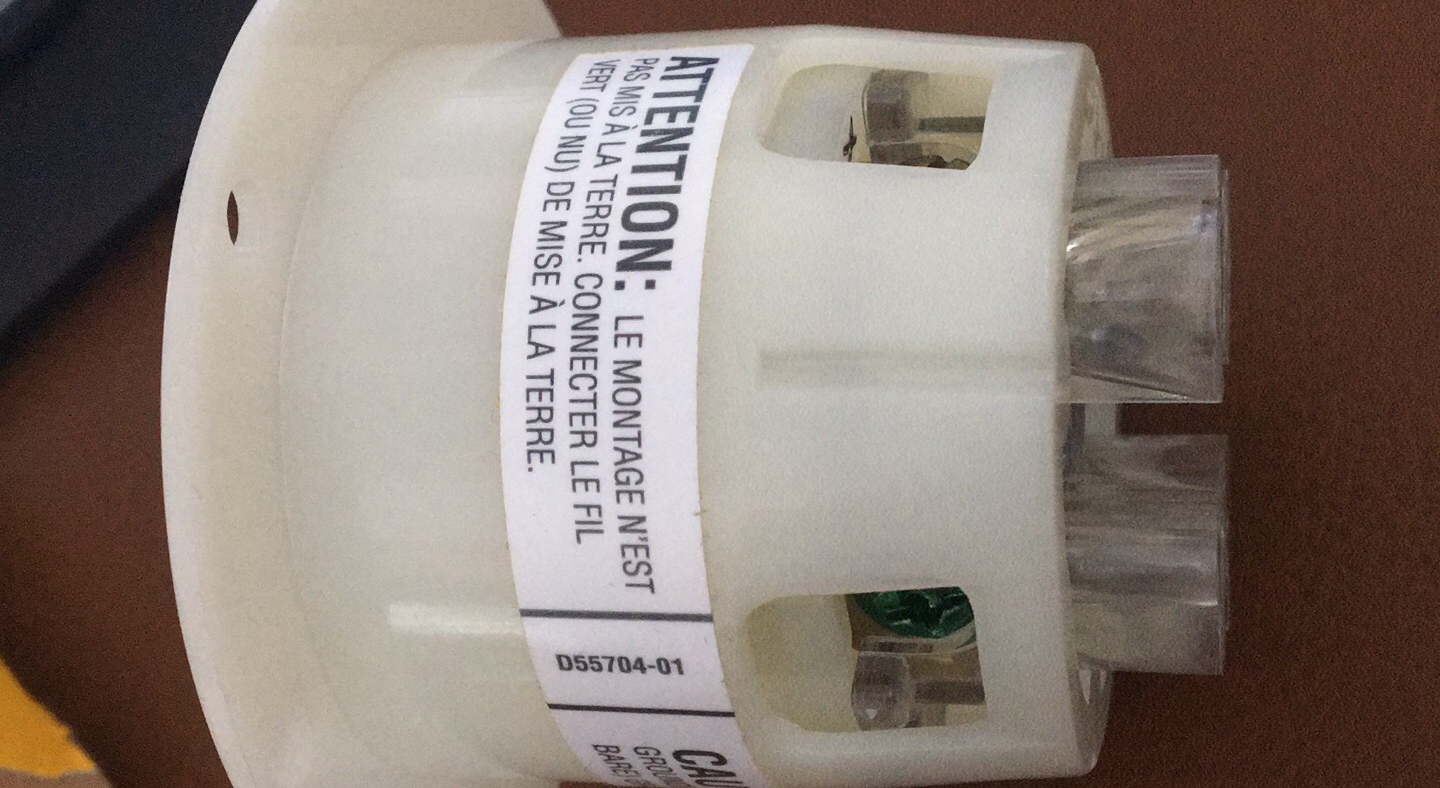 ATTENTION: LE MONTAGE N'EST
PAS MIS À LA TERRE. CONNECTER LE FIL
VERT (OU NU) DE MISE À LA TERRE.
D55704-01